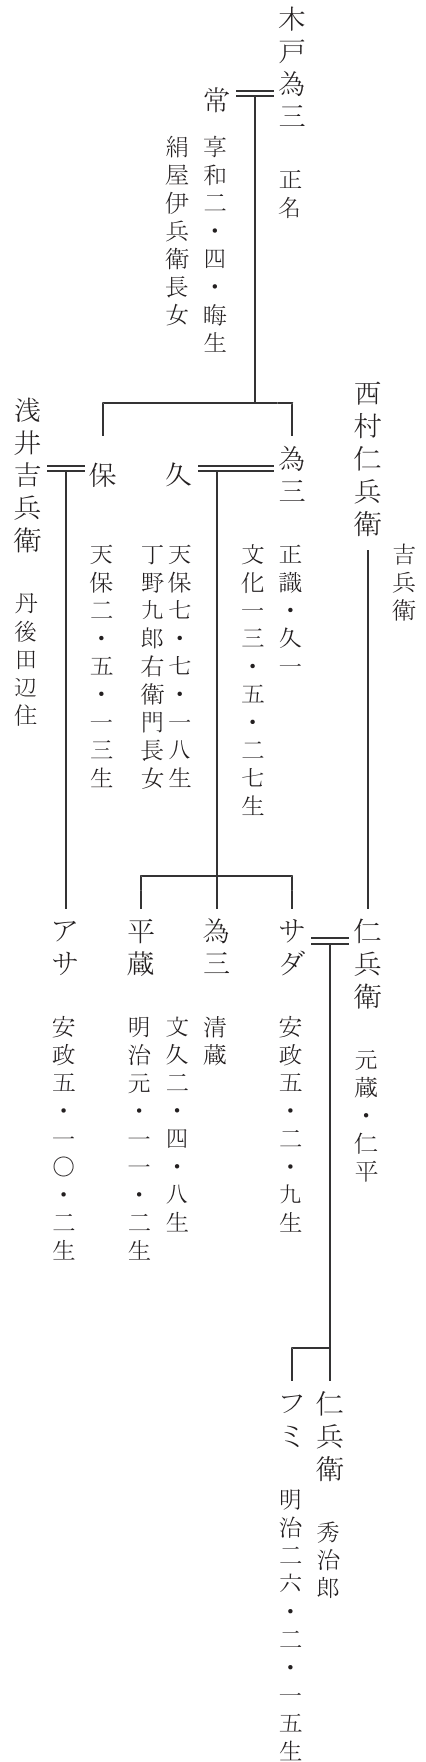 木戸為三　正名
常　享和二・四・晦生
絹屋伊兵衛長女
吉兵衛
西村仁兵衛
為三　正識・久一
文化一三・五・二七生
久　天保七・七・一八生
丁野九郎右衛門長女
保　天保二・五・一三生
浅井吉兵衛　丹後田辺住
仁兵衛　元蔵・仁平
サダ　安政五・二・九生
為三　清蔵
文久二・四・八生
平蔵　明治元・一一・二生
アサ　安政五・一〇・二生
仁兵衛　秀治郎
フミ　明治二六・二・一五生